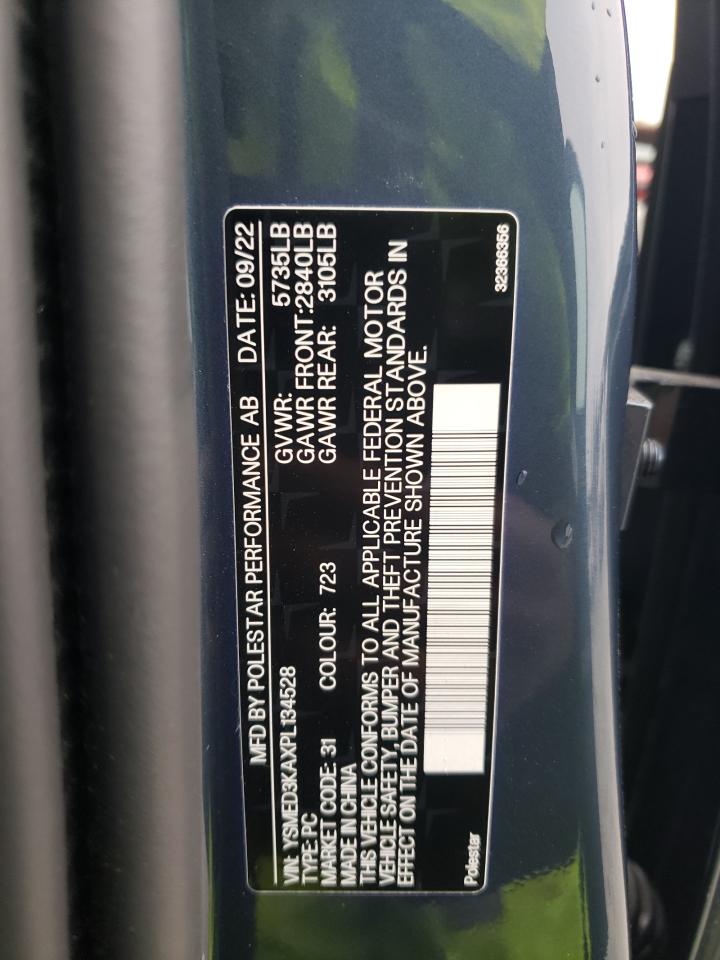 MFD BY POLESTAR PERFORMANCE AB DATE: 09/22
VIN: YSMED3KAXPL134528 GVWR: 5735LB
TYPE: PC GAWR FRONT:2840LB
MARKET CODE: 31 COLOUR: 723 GAWR REAR: 3105LB
MADE IN CHINA
THIS VEHICLE CONFORMS TO ALL APPLICABLE FEDERAL MOTOR
VEHICLE SAFETY, BUMPER AND THEFT PREVENTION STANDARDS IN
EFFECT ON THE DATE OF MANUFACTURE SHOWN ABOVE.
Polestar 32366356